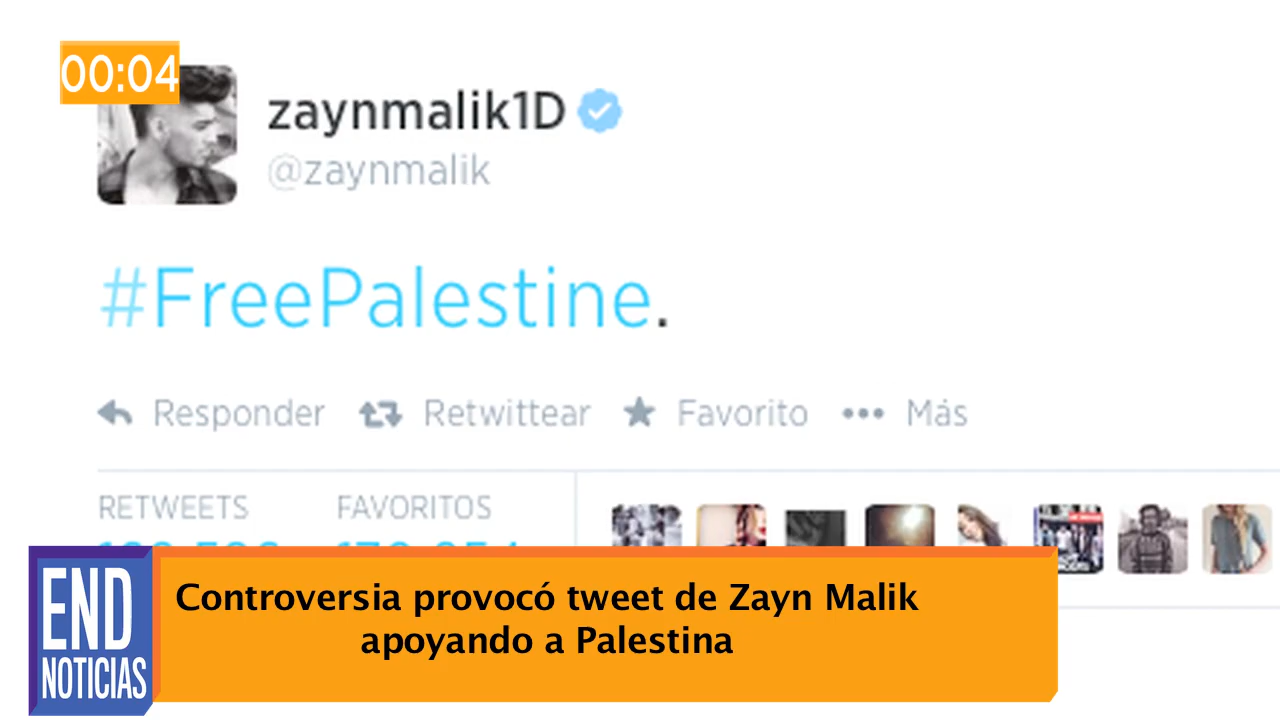 00:04
zaynmalik1D
@zaynmalik
#FreePalestine.
Responder Retwittear Favorito Más
RETWEETS FAVORITOS
END
NOTICIAS
Controversia provocó tweet de Zayn Malik
apoyando a Palestina